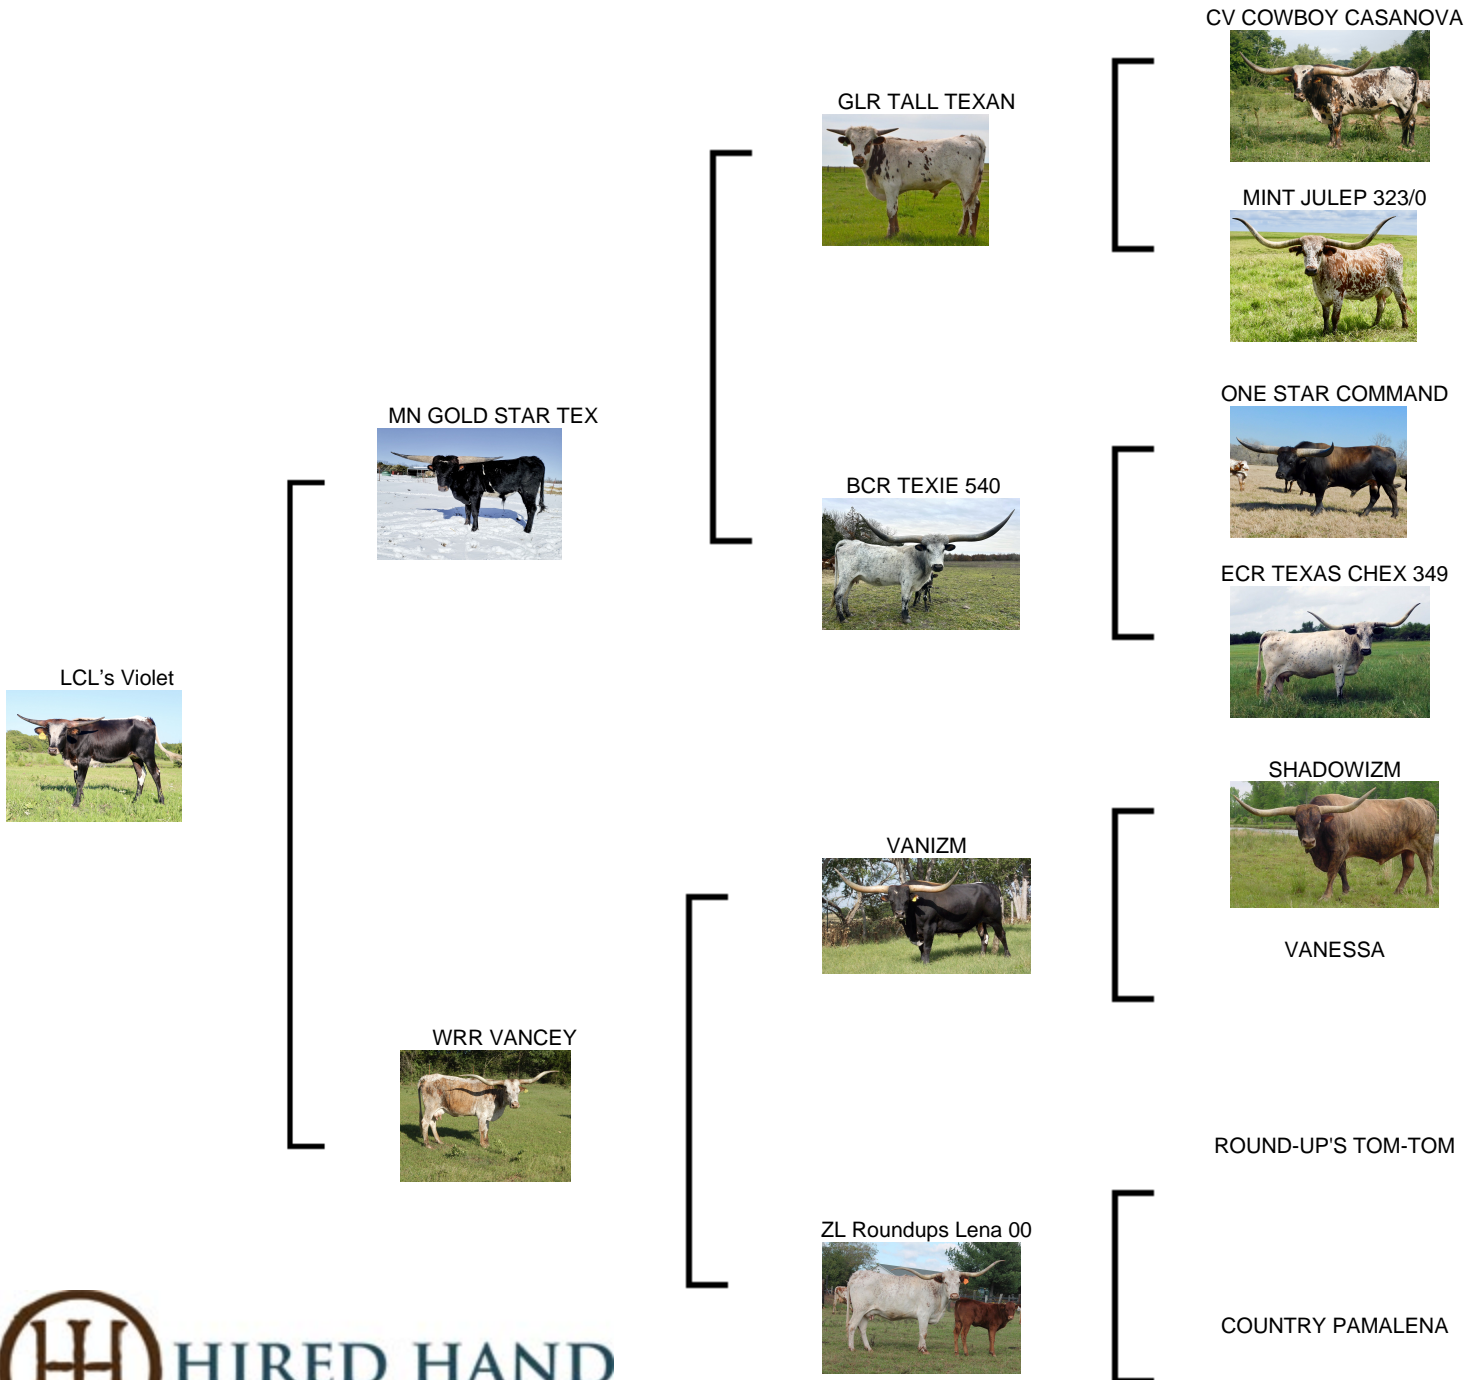 CV COWBOY CASANOVA
GLR TALL TEXAN
MINT JULEP 323/0
ONE STAR COMMAND
MN GOLD STAR TEX
BCR TEXIE 540
ECR TEXAS CHEX 349
LCL's Violet
SHADOWIZM
VANIZM
VANESSA
WRR VANCEY
ROUND-UP'S TOM-TOM
ZL Roundups Lena 00
COUNTRY PAMALENA
HIRED HAND